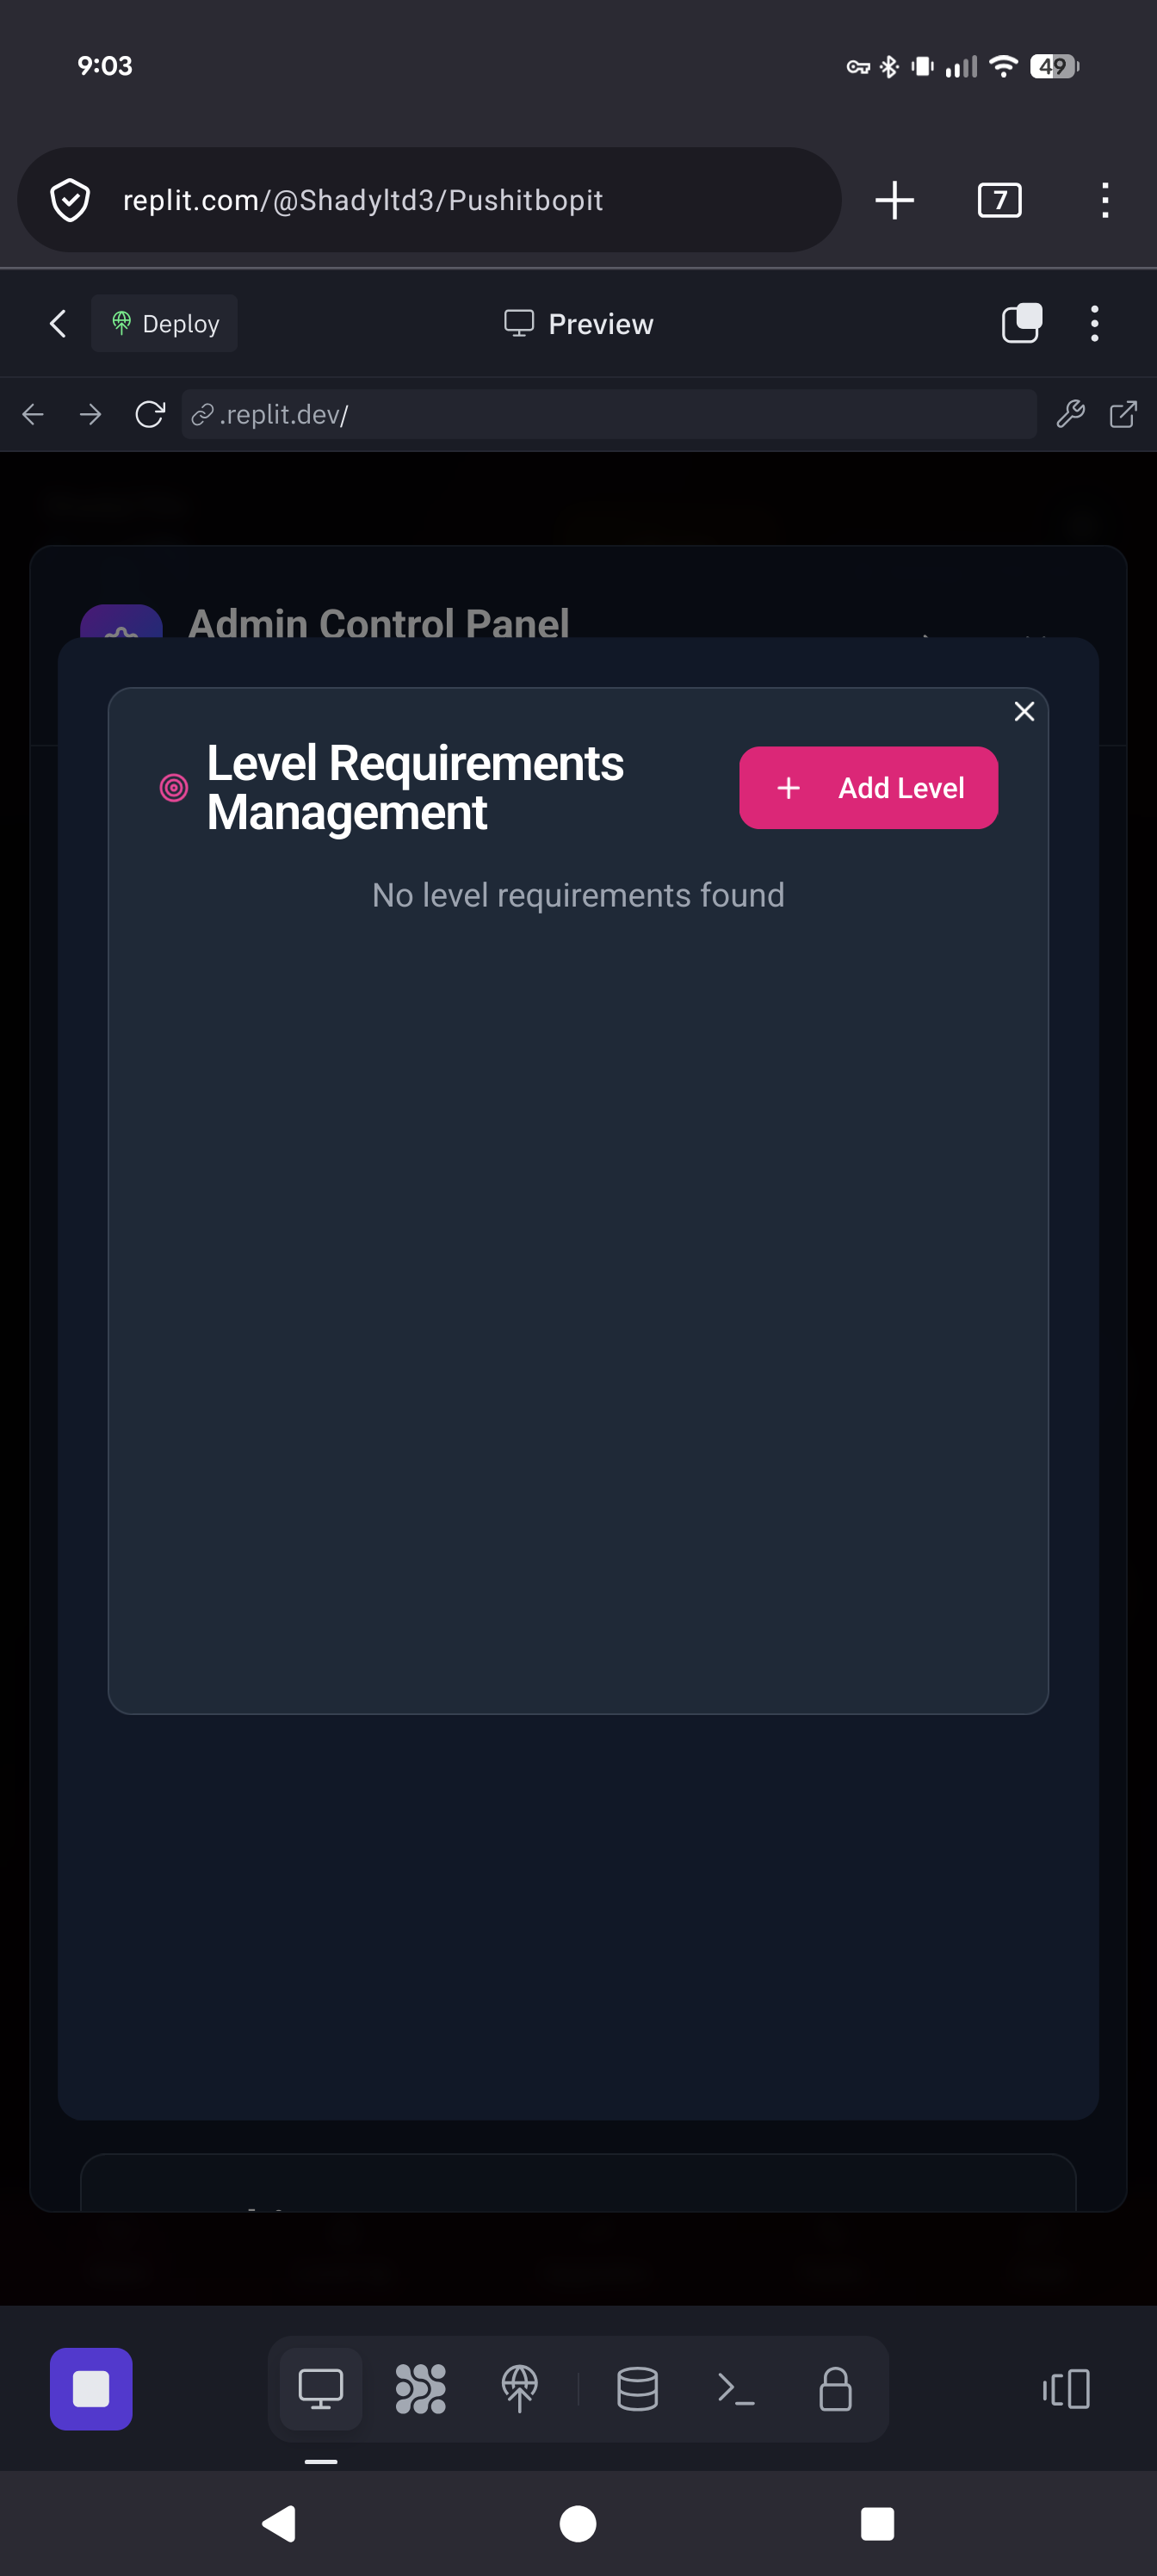 9:03
49
replit.com/@Shadyltd3/Pushitbopit
7
Deploy
Preview
.replit.dev/
Admin Control Panel
Level Requirements
Management
Add Level
No level requirements found